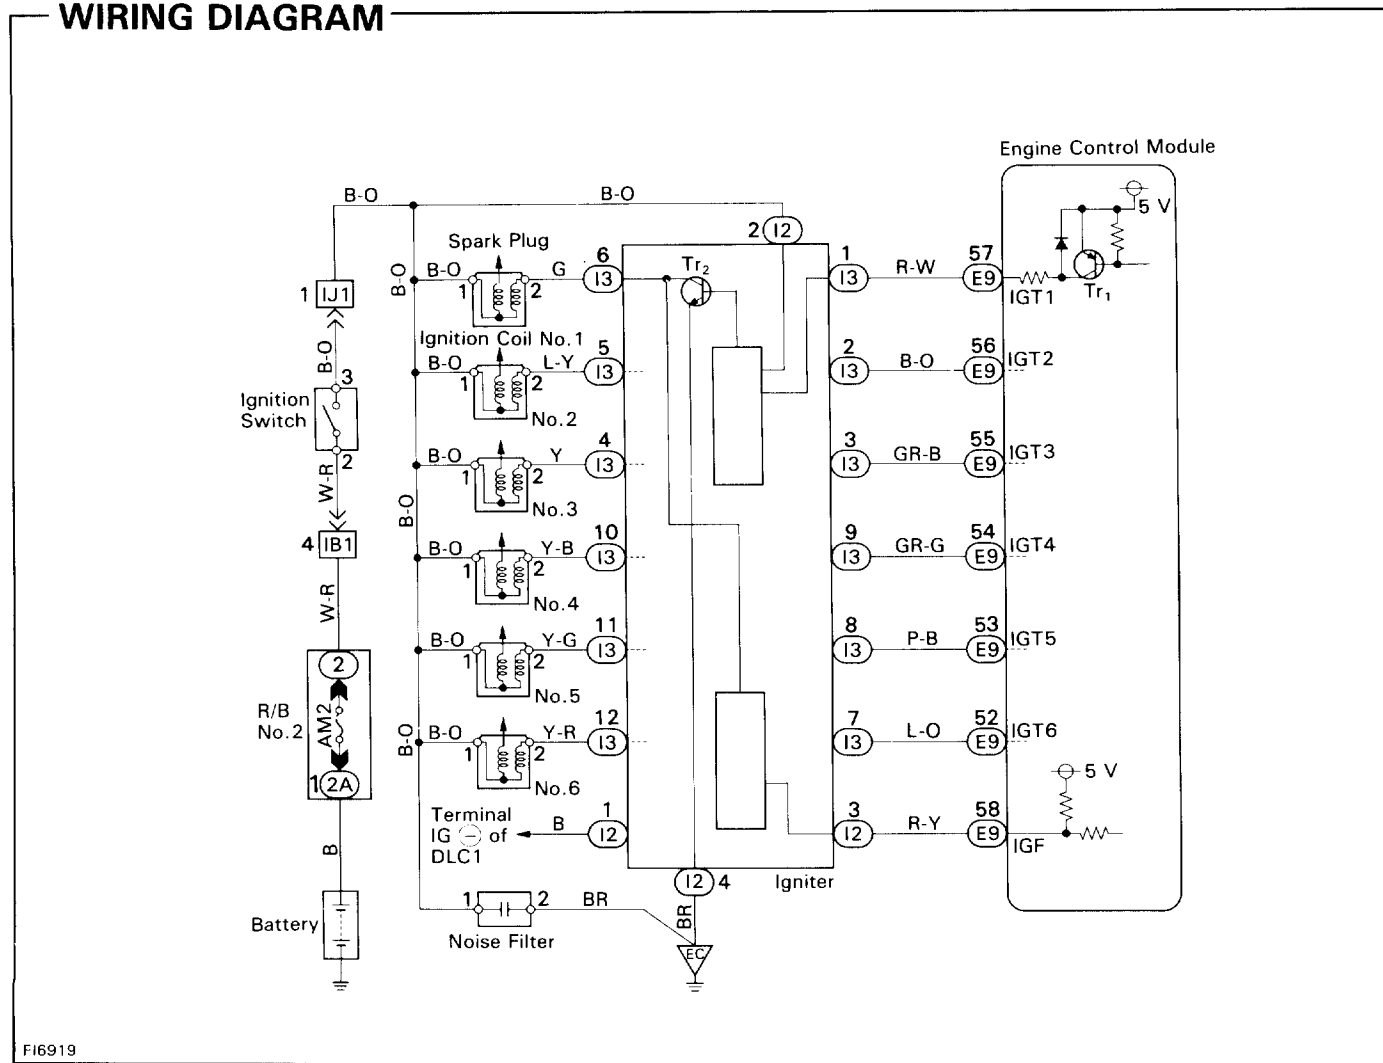 WIRING DIAGRAM
Engine Control Module
B-O
B-O
5 V
2 I2
Spark Plug
6
Tr2
1
57
B-O
B-O
G
I3
I3
R-W
E9
1
2
IGT1
Tr1
1 IJ1
Ignition Coil No.1
5
2
56
IGT2
B-O
B-O
L-Y
I3
I3
B-O
E9
3
1
2
Ignition
Switch
No.2
4
3
55
IGT3
2
B-O
Y
I3
I3
GR-B
E9
W-R
1
2
B-O
No.3
4 IB1
10
9
54
IGT4
B-O
Y-B
I3
I3
GR-G
E9
1
2
W-R
No.4
11
8
53
IGT5
B-O
Y-G
I3
I3
P-B
E9
2
1
2
R/B
No.2
AM2
No.5
12
7
52
IGT6
B-O
B-O
Y-R
I3
I3
L-O
E9
1
2
5 V
1 2A
No.6
Terminal
IG ⊖ of
DLC1
B
1
I2
3
I2
R-Y
58
E9
IGF
B
I2 4
Igniter
Battery
1
2
BR
BR
Noise Filter
EC
FI6919